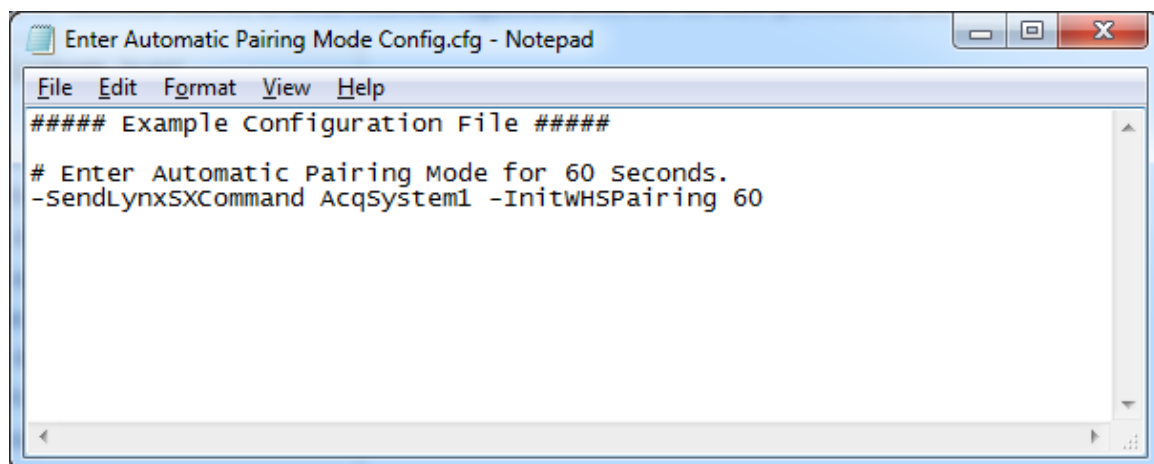 Enter Automatic Pairing Mode Config.cfg - Notepad
File Edit Format View Help
##### Example Configuration File #####
# Enter Automatic Pairing Mode for 60 Seconds.
-SendLynxSXCommand AcqSystem1 -InitWHSPairing 60